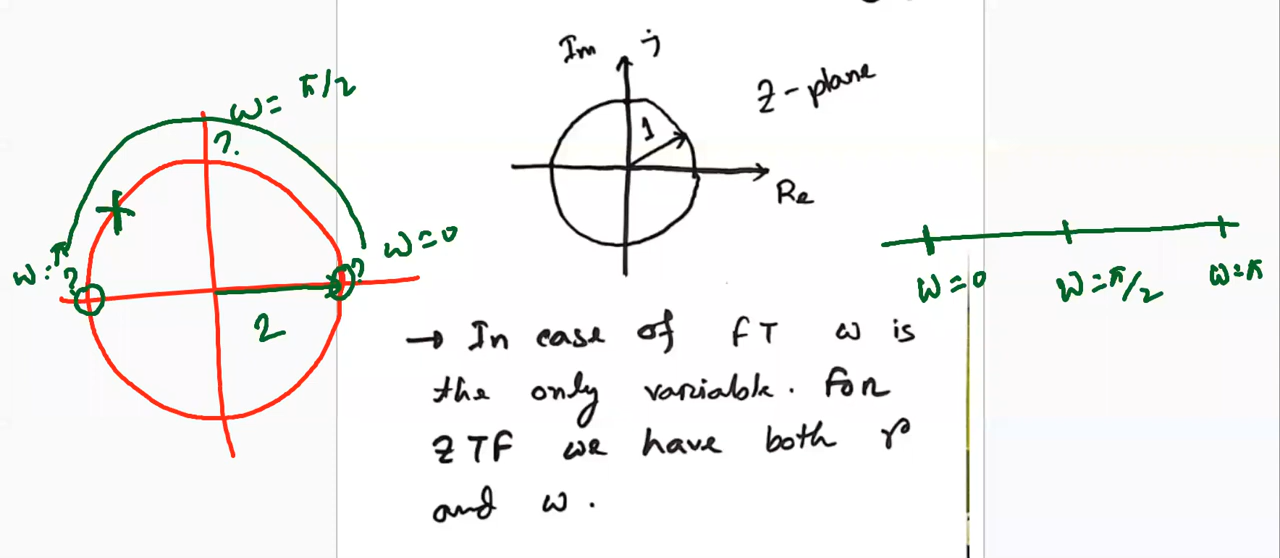 ω = π/2
?.
ω = π
?
?
ω = 0
2
Im j
1
Z - plane
Re
ω = 0
ω = π/2
ω = π
→ In case of FT ω is
the only variable. For
ZTF we have both r
and ω.